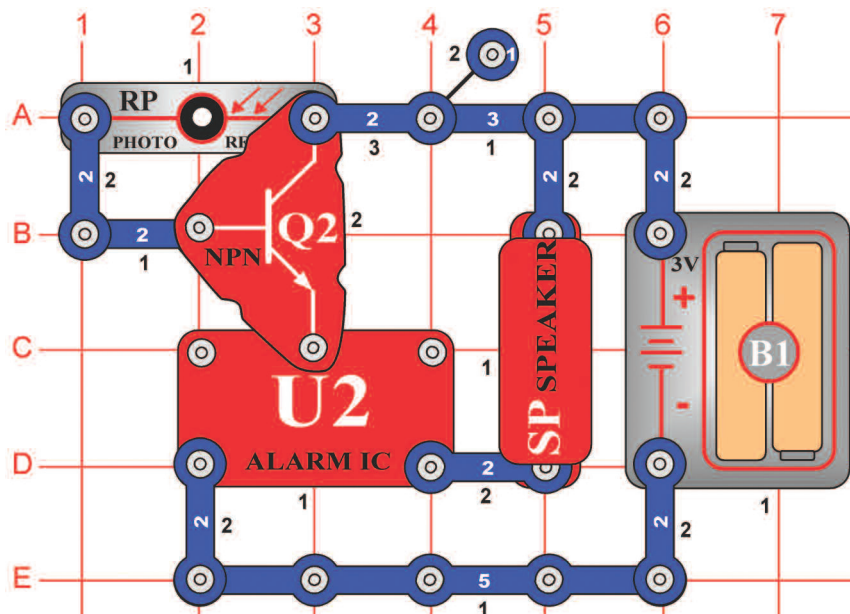 1 2 3 4 5 6 7
2 1
1
A RP 2 3
PHOTO 3 1
2 2 2 2
Q2 2
B 2 NPN 3V
1 +
SPEAKER
C 1 B1
U2
SP -
D ALARM IC 2
1 2 1
2 2 2 2
E 5
1